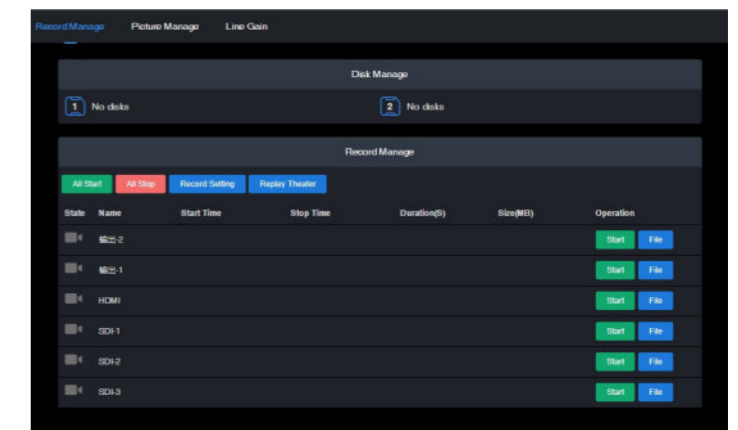 Record Manage Picture Manage Line Gain
Disk Manage
1 No disks 2 No disks
Record Manage
All Start All Stop Record Setting Replay Theater
State Name Start Time Stop Time Duration(S) Size(MB) Operation
输出-2 Start File
输出-1 Start File
HDMI Start File
SDI-1 Start File
SDI-2 Start File
SDI-3 Start File